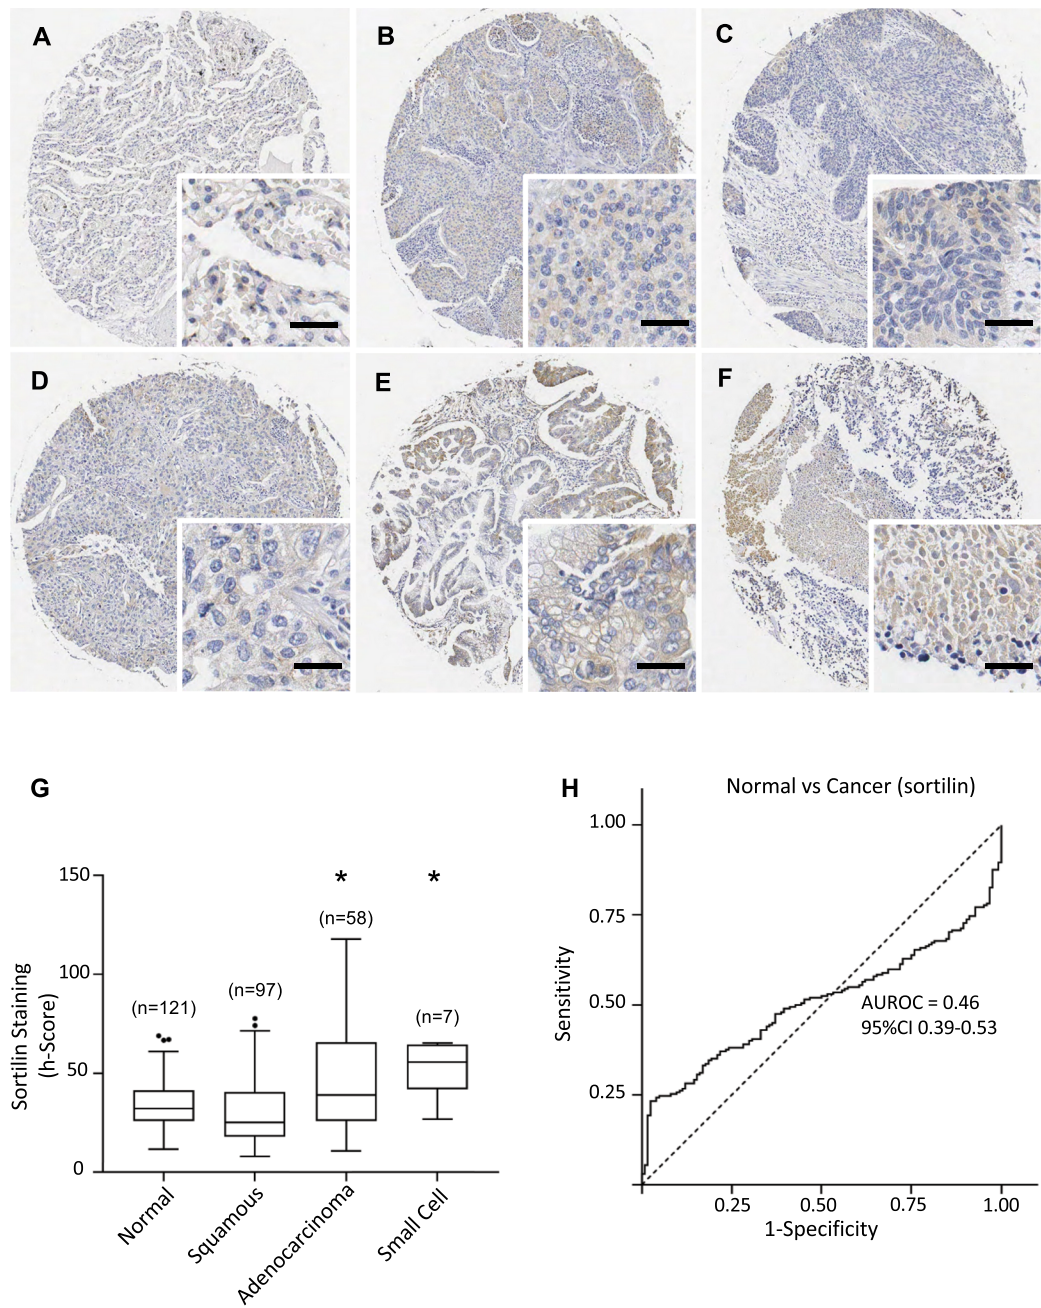 A
B
C
D
E
F
G
H
Normal vs Cancer (sortilin)
Sortilin Staining
(h-Score)
150
100
50
0
(n=121)
(n=97)
*
(n=58)
*
(n=7)
Normal
Squamous
Adenocarcinoma
Small Cell
Sensitivity
1.00
0.75
0.50
0.25
AUROC = 0.46
95%CI 0.39-0.53
0.25
0.50
0.75
1.00
1-Specificity